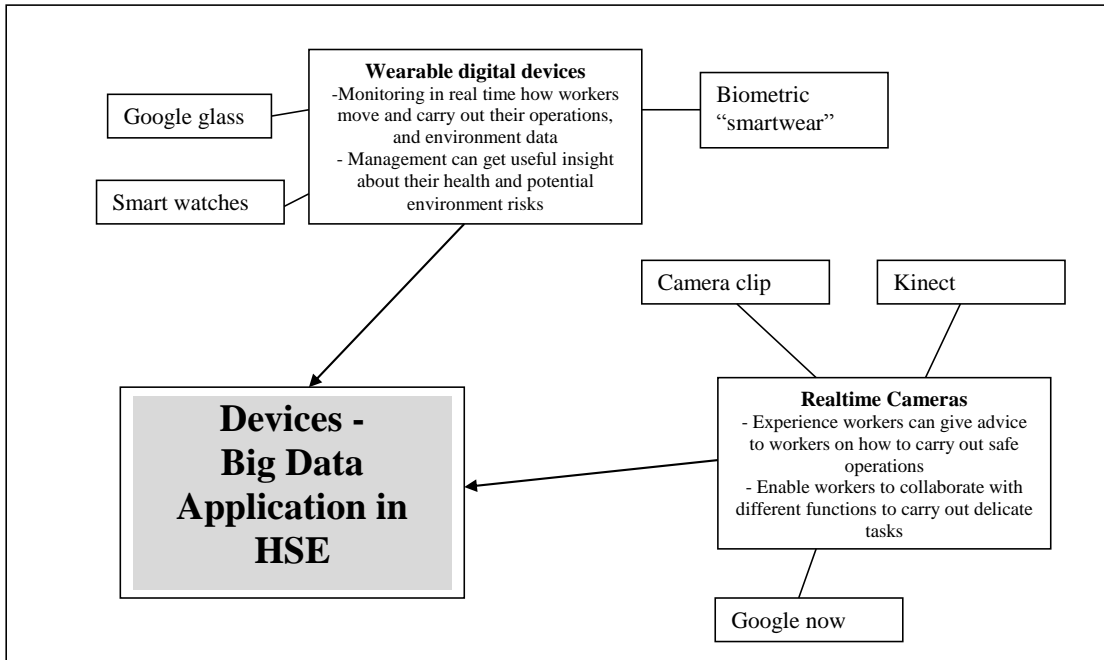 Wearable digital devices
-Monitoring in real time how workers
move and carry out their operations,
and environment data
- Management can get useful insight
about their health and potential
environment risks
Google glass
Smart watches
Biometric
“smartwear”
Camera clip
Kinect
Devices -
Big Data
Application in
HSE
Realtime Cameras
- Experience workers can give advice
to workers on how to carry out safe
operations
- Enable workers to collaborate with
different functions to carry out delicate
tasks
Google now